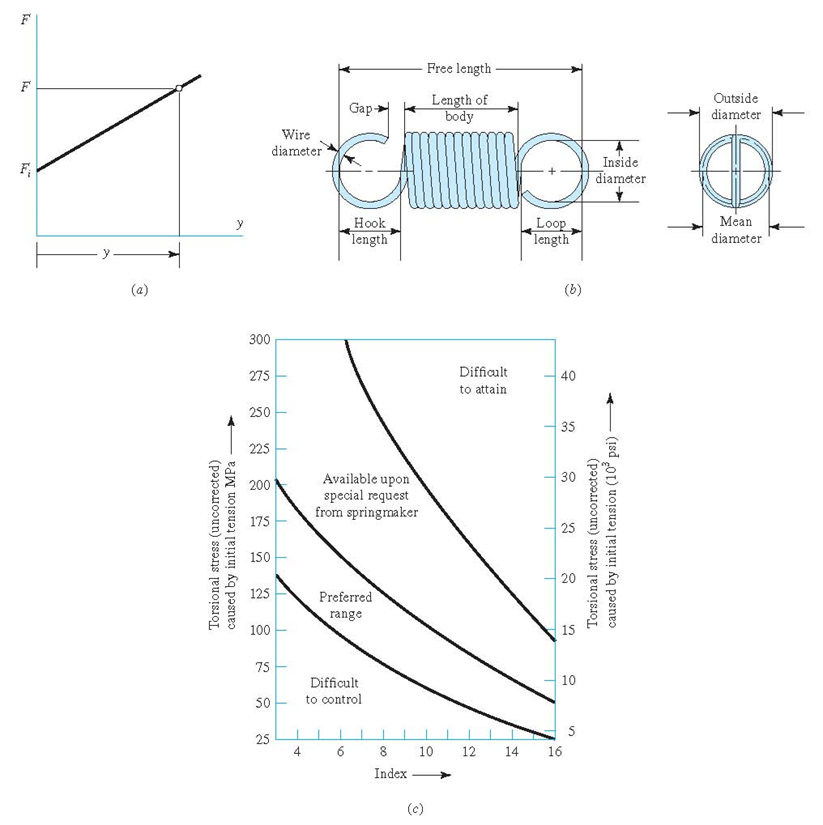 F
F
F_i
y
y
(a)
Free length
Gap
Length of
body
Wire
diameter
Inside
diameter
Hook
length
Loop
length
Outside
diameter
Mean
diameter
(b)
300
275
250
225
200
175
150
125
100
75
50
25
Torsional stress (uncorrected)
caused by initial tension MPa
Difficult
to attain
Available upon
special request
from springmaker
Preferred
range
Difficult
to control
40
35
30
25
20
15
10
5
Torsional stress (uncorrected)
caused by initial tension (10³ psi)
4 6 8 10 12 14 16
Index
(c)